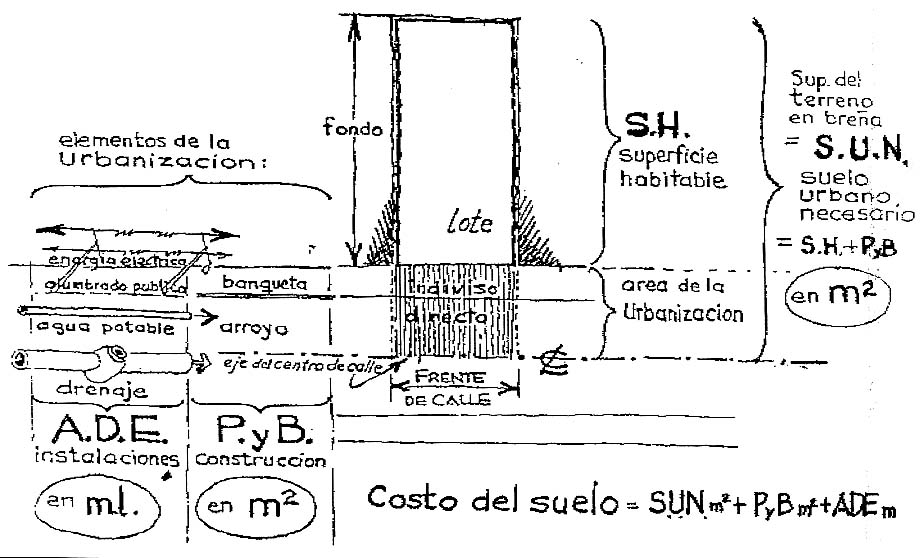 elementos de la
Urbanizacion:
energia electrica
alumbrado publico
agua potable
drenaje
A.D.E.
instalaciones
en ml.
banqueta
arroyo
eje del centro de calle
P.yB.
construccion
en m²
fondo
lote
indiviso
directo
FRENTE
DE CALLE
S.H.
superficie
habitable
area de la
Urbanizacion
Sup. del
terreno
en breña
= S.U.N.
suelo
urbano
necesario
= S.H.+PyB
en m²
Costo del suelo = SUN m²+ PyB m²+ADE m